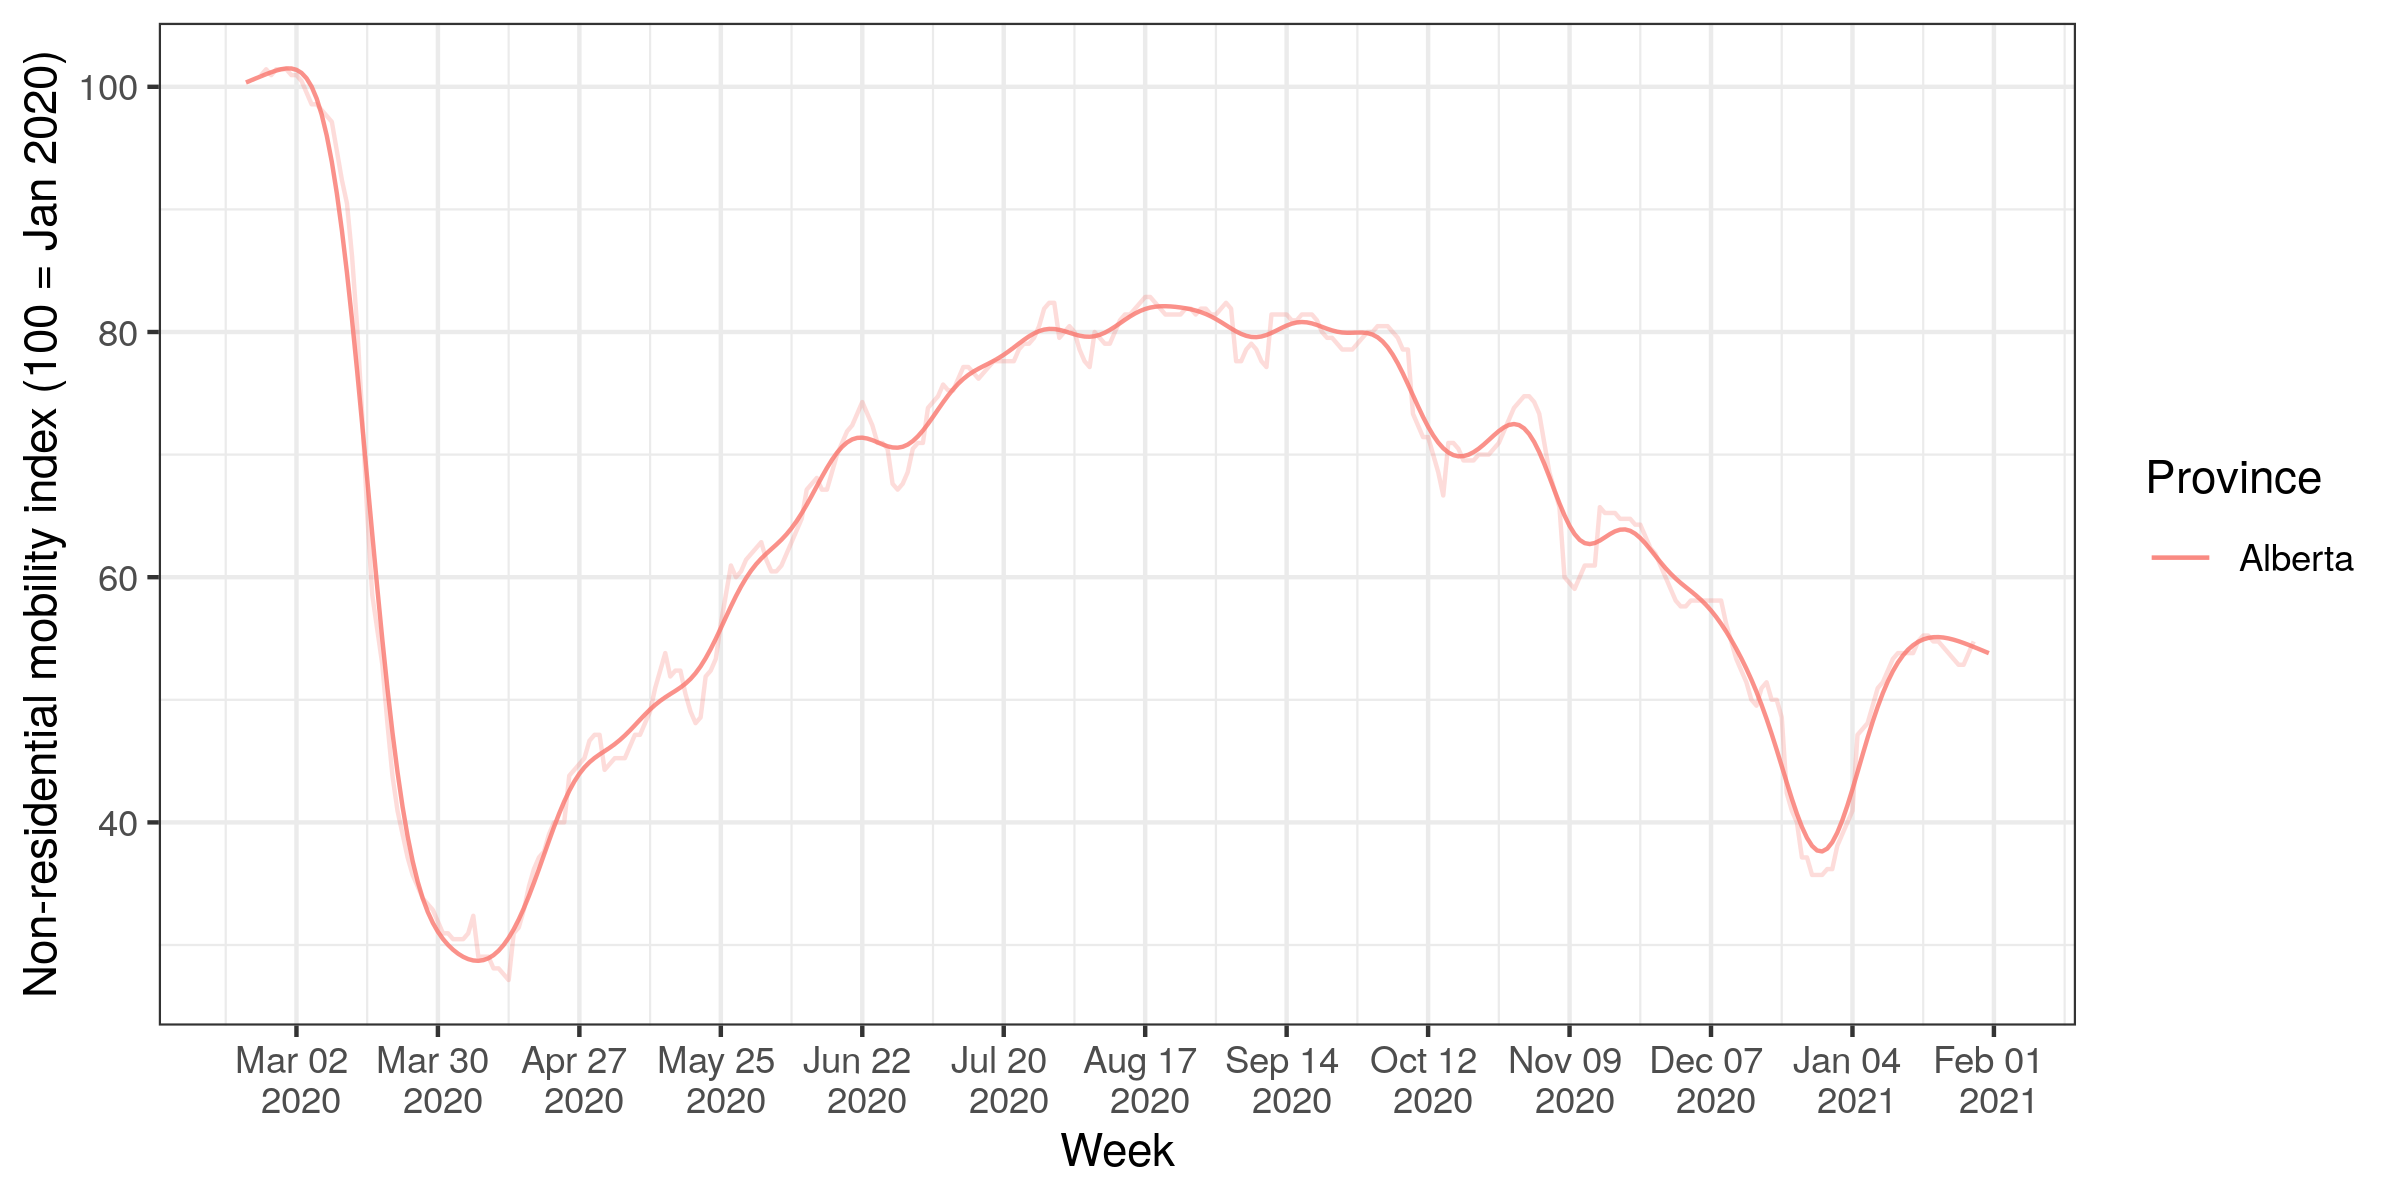 Non-residential mobility index (100 = Jan 2020)
100
80
60
40
Mar 02 2020
Mar 30 2020
Apr 27 2020
May 25 2020
Jun 22 2020
Jul 20 2020
Aug 17 2020
Sep 14 2020
Oct 12 2020
Nov 09 2020
Dec 07 2020
Jan 04 2021
Feb 01 2021
Week
Province
Alberta